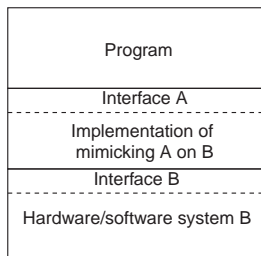 Program
Interface A
Implementation of
mimicking A on B
Interface B
Hardware/software system B